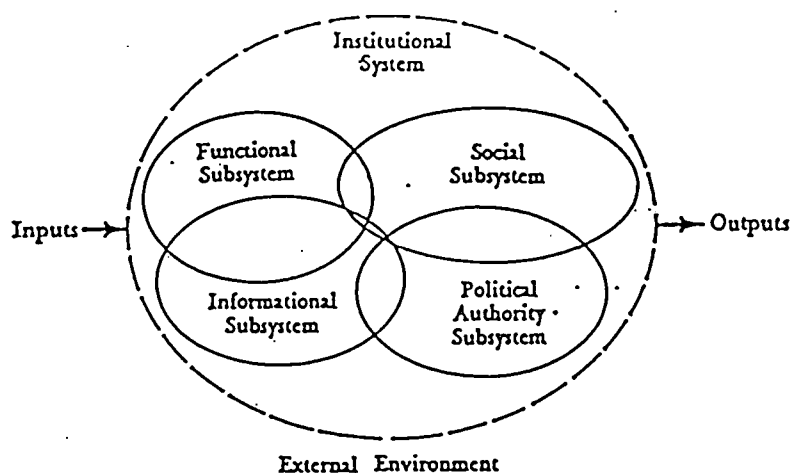 Institutional
System
Functional
Subsystem
Social
Subsystem
Inputs
Outputs
Informational
Subsystem
Political
Authority
Subsystem
External Environment